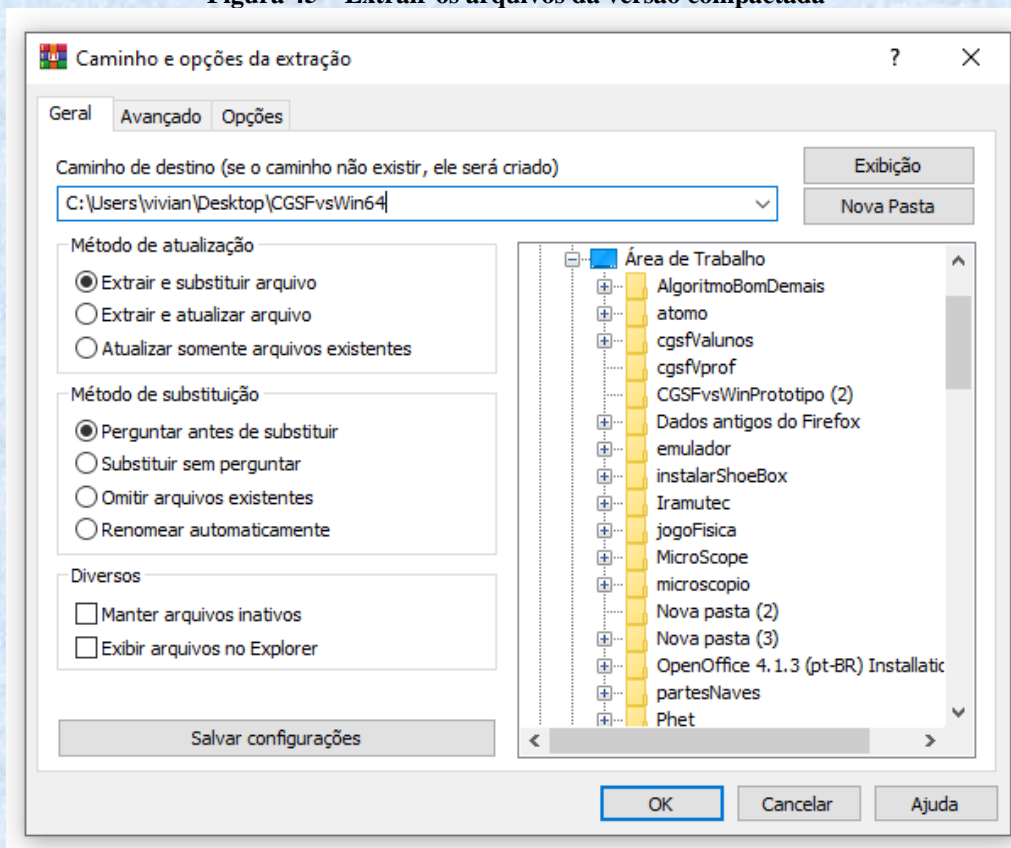 Figura 43 – Extrair os arquivos da versão compactada
Caminho e opções da extração
?
Geral Avançado Opções
Caminho de destino (se o caminho não existir, ele será criado)
Exibição
C:\Users\vivian\Desktop\CGSFvsWin64
Nova Pasta
Método de atualização
Extrair e substituir arquivo
Extrair e atualizar arquivo
Atualizar somente arquivos existentes
Método de substituição
Perguntar antes de substituir
Substituir sem perguntar
Omitir arquivos existentes
Renomear automaticamente
Diversos
Manter arquivos inativos
Exibir arquivos no Explorer
Salvar configurações
Área de Trabalho
AlgoritmoBomDemais
atomo
cgsfValunos
cgsfVprof
CGSFvsWinPrototipo (2)
Dados antigos do Firefox
emulador
instalarShoeBox
Iramutec
jogoFisica
MicroScope
microscopio
Nova pasta (2)
Nova pasta (3)
OpenOffice 4.1.3 (pt-BR) Installatic
partesNaves
Phet
OK Cancelar Ajuda